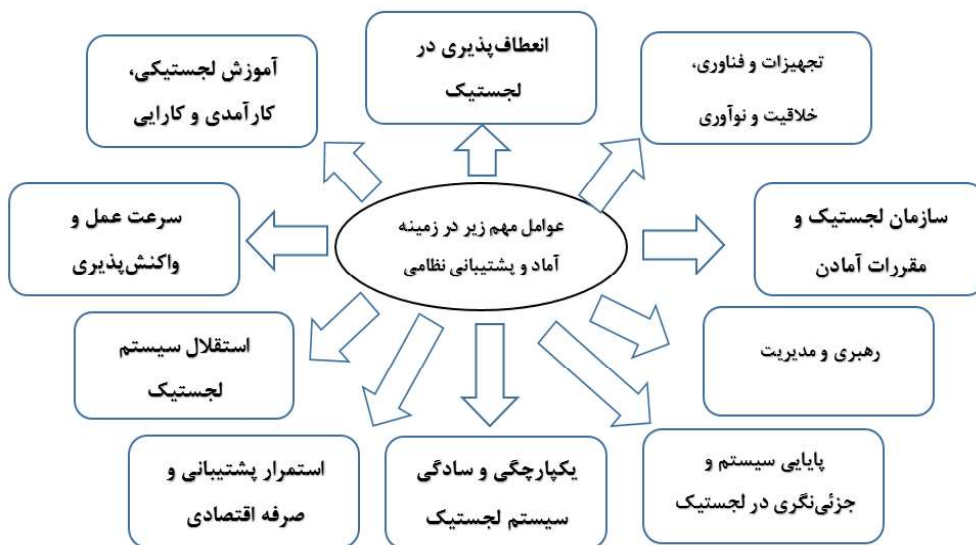 انعطاف‌پذیری در
لجستیک
تجهیزات و فناوری،
خلاقیت و نوآوری
آموزش لجستیکی،
کارآمدی و کارایی
سازمان لجستیک و
مقررات آمادن
عوامل مهم زیر در زمینه
آماد و پشتیبانی نظامی
سرعت عمل و
واکنش‌پذیری
رهبری و مدیریت
استقلال سیستم
لجستیک
پایایی سیستم و
جزئی‌نگری در لجستیک
یکپارچگی و سادگی
سیستم لجستیک
استمرار پشتیبانی و
صرفه اقتصادی